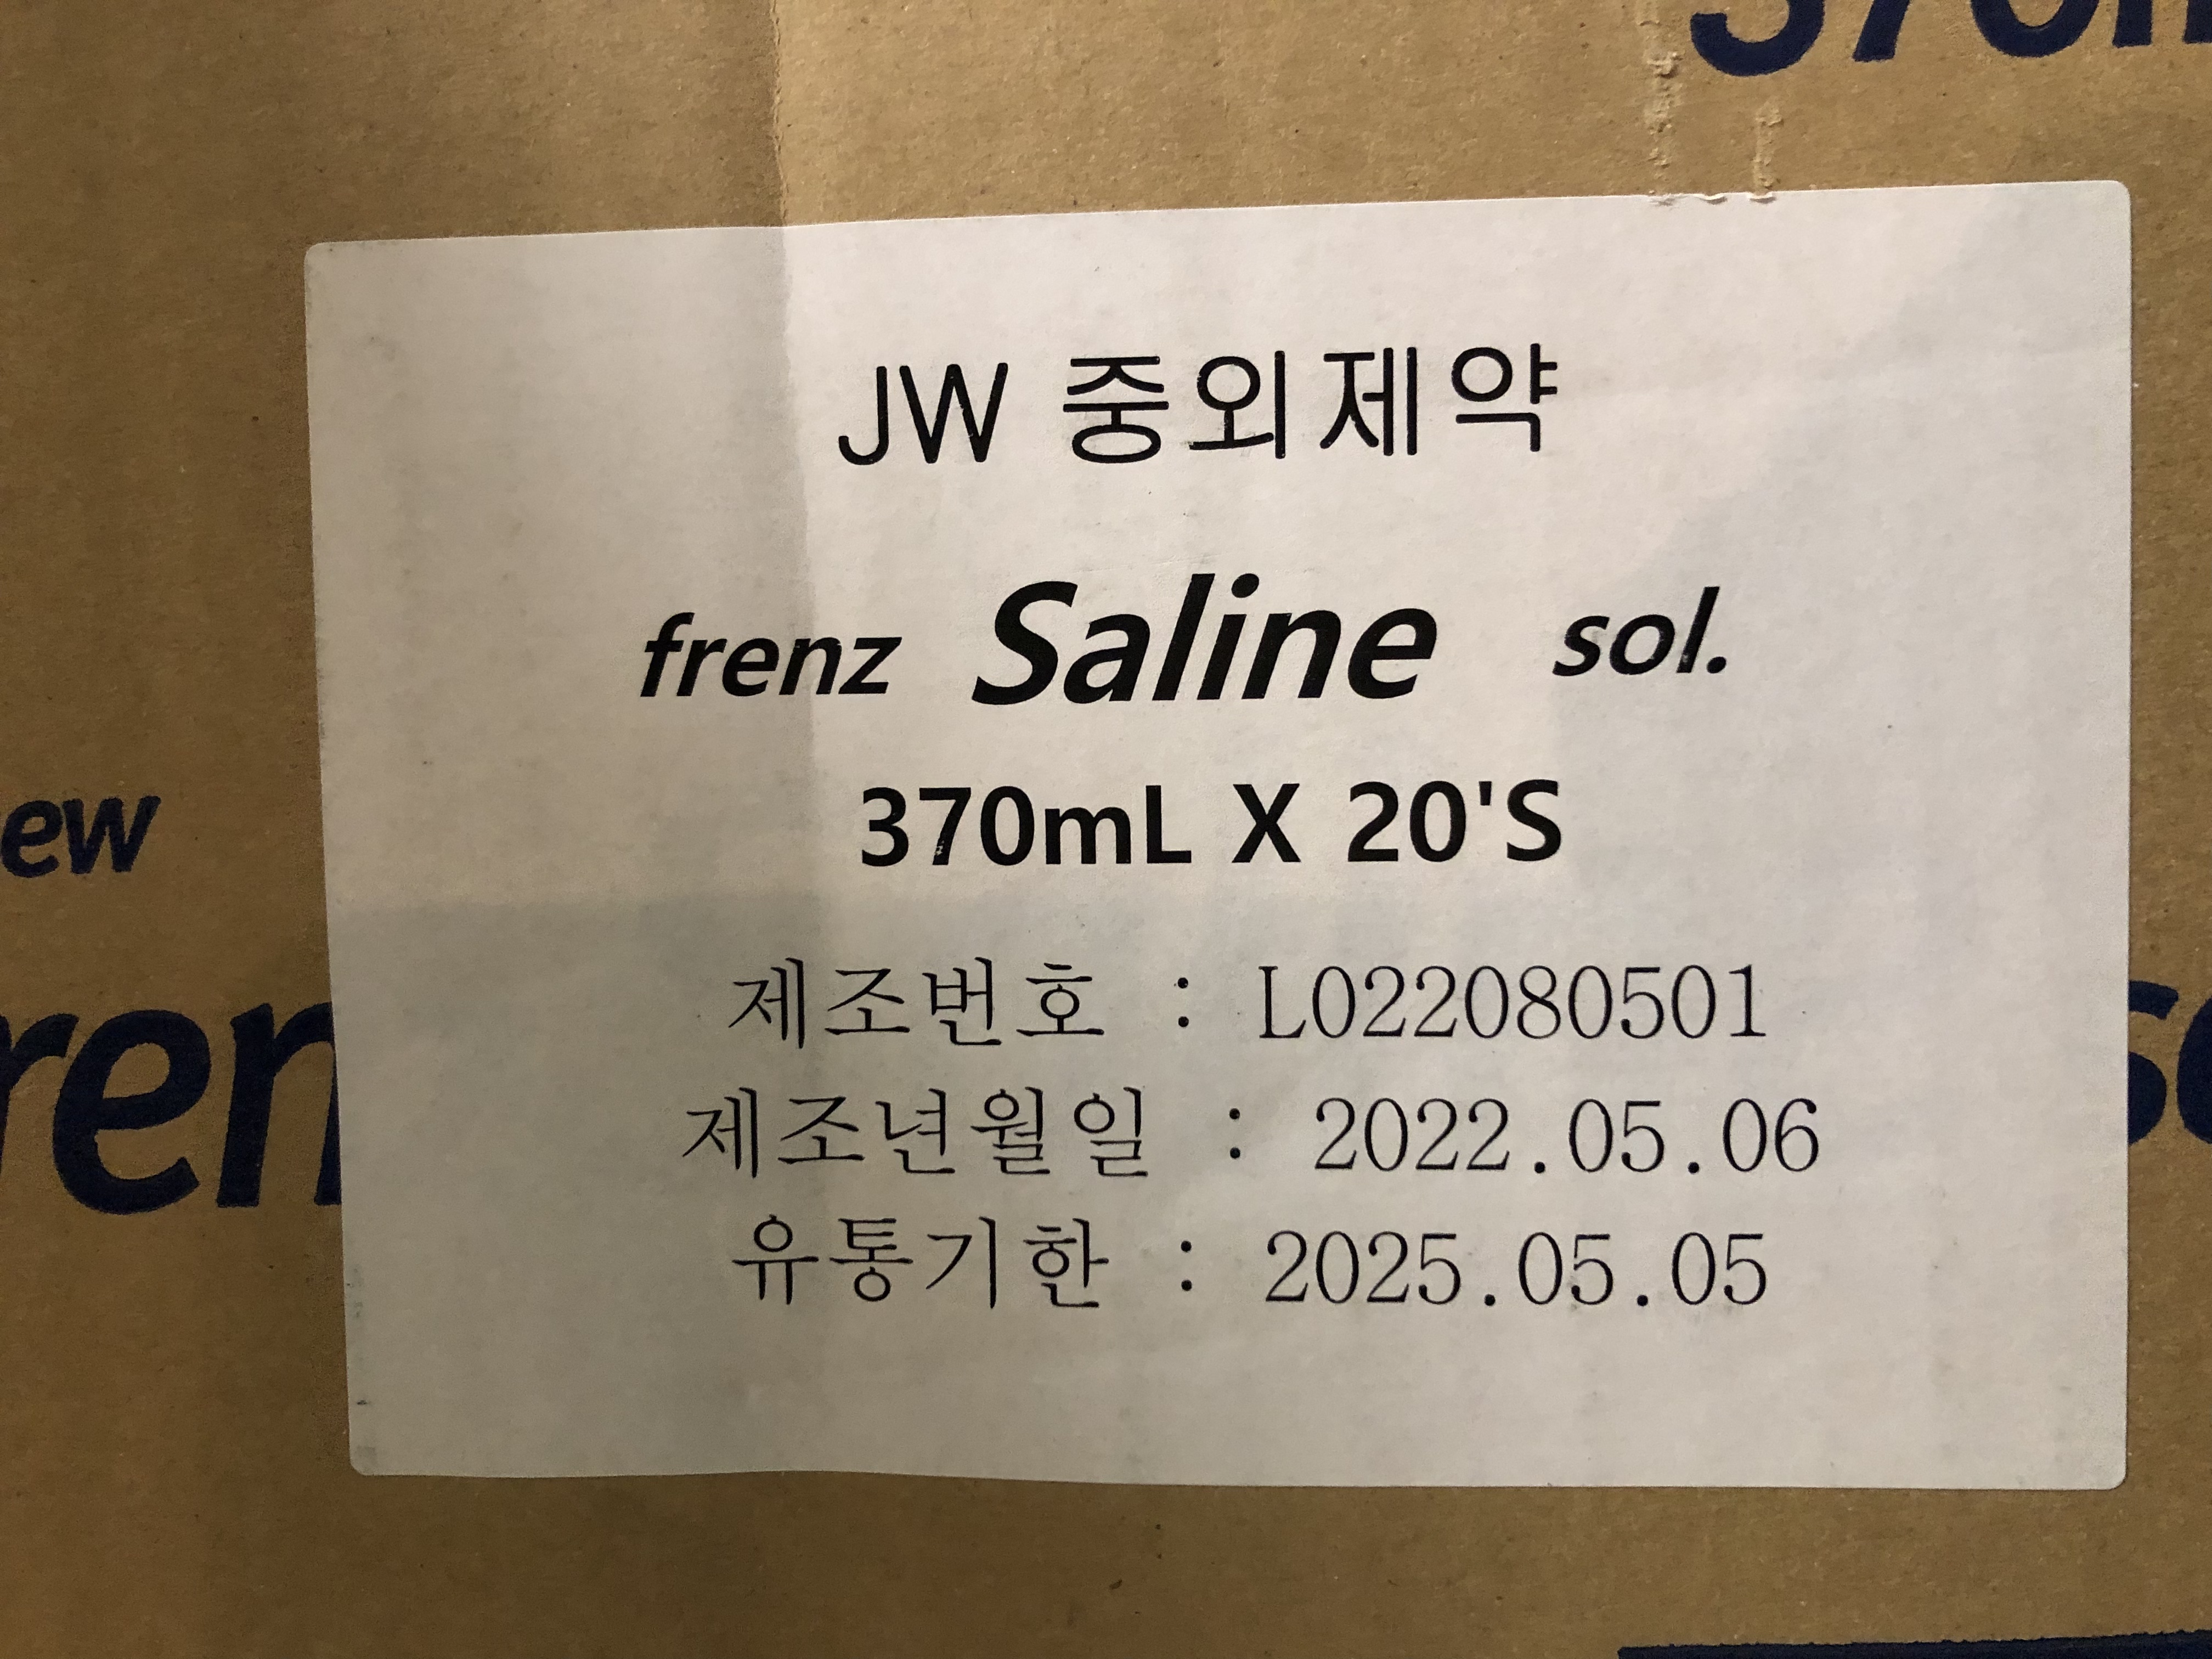 JW 중외제약
frenz Saline sol.
370mL X 20'S
제조번호 : L022080501
제조년월일 : 2022.05.06
유통기한 : 2025.05.05